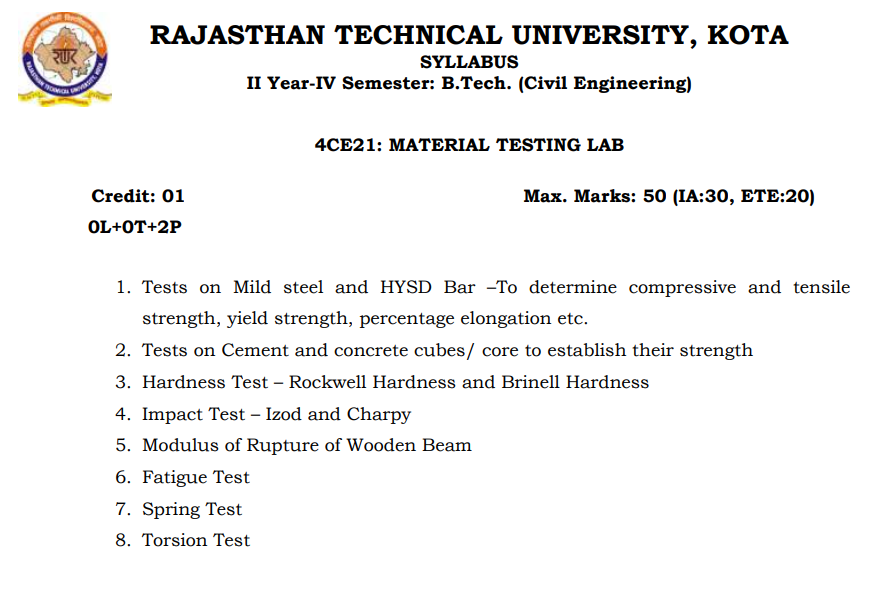 RAJASTHAN TECHNICAL UNIVERSITY, KOTA
SYLLABUS
II Year-IV Semester: B.Tech. (Civil Engineering)
4CE21: MATERIAL TESTING LAB
Credit: 01 Max. Marks: 50 (IA:30, ETE:20)
0L+0T+2P
1. Tests on Mild steel and HYSD Bar –To determine compressive and tensile
strength, yield strength, percentage elongation etc.
2. Tests on Cement and concrete cubes/ core to establish their strength
3. Hardness Test – Rockwell Hardness and Brinell Hardness
4. Impact Test – Izod and Charpy
5. Modulus of Rupture of Wooden Beam
6. Fatigue Test
7. Spring Test
8. Torsion Test